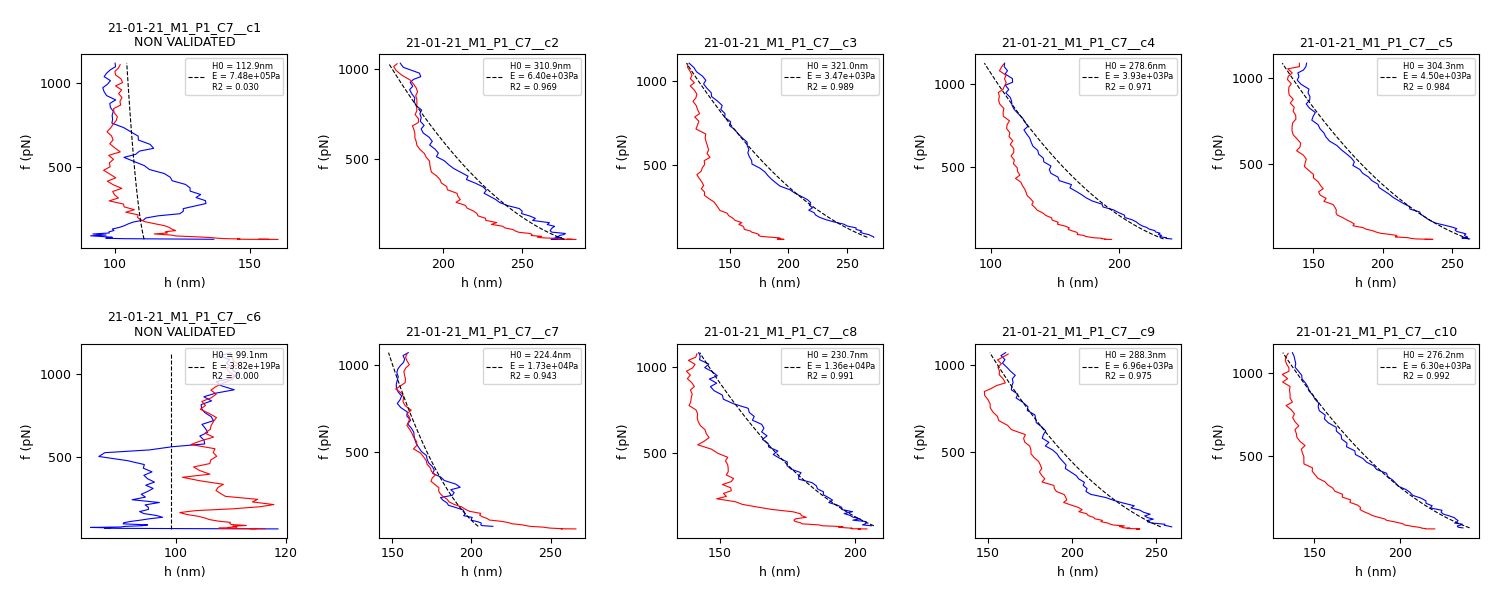 21-01-21_M1_P1_C7__c1
NON VALIDATED
H0 = 112.9nm
E = 7.48e+05Pa
R2 = 0.030
1000
500
f (pN)
100 150
h (nm)
21-01-21_M1_P1_C7__c2
H0 = 310.9nm
E = 6.40e+03Pa
R2 = 0.969
1000
500
f (pN)
200 250
h (nm)
21-01-21_M1_P1_C7__c3
H0 = 321.0nm
E = 3.47e+03Pa
R2 = 0.989
1000
500
f (pN)
150 200 250
h (nm)
21-01-21_M1_P1_C7__c4
H0 = 278.6nm
E = 3.93e+03Pa
R2 = 0.971
1000
500
f (pN)
100 200
h (nm)
21-01-21_M1_P1_C7__c5
H0 = 304.3nm
E = 4.50e+03Pa
R2 = 0.984
1000
500
f (pN)
150 200 250
h (nm)
21-01-21_M1_P1_C7__c6
NON VALIDATED
H0 = 99.1nm
E = 3.82e+19Pa
R2 = 0.000
1000
500
f (pN)
100 120
h (nm)
21-01-21_M1_P1_C7__c7
H0 = 224.4nm
E = 1.73e+04Pa
R2 = 0.943
1000
500
f (pN)
150 200 250
h (nm)
21-01-21_M1_P1_C7__c8
H0 = 230.7nm
E = 1.36e+04Pa
R2 = 0.991
1000
500
f (pN)
150 200
h (nm)
21-01-21_M1_P1_C7__c9
H0 = 288.3nm
E = 6.96e+03Pa
R2 = 0.975
1000
500
f (pN)
150 200 250
h (nm)
21-01-21_M1_P1_C7__c10
H0 = 276.2nm
E = 6.30e+03Pa
R2 = 0.992
1000
500
f (pN)
150 200
h (nm)